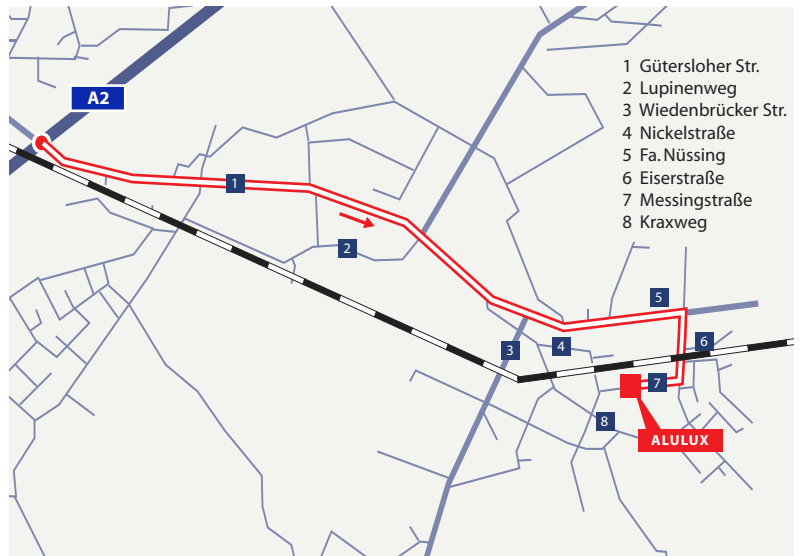 A2
1 Gütersloher Str.
2 Lupinenweg
3 Wiedenbrücker Str.
4 Nickelstraße
5 Fa. Nüssing
6 Eiserstraße
7 Messingstraße
8 Kraxweg
1
2
5
3
4
6
7
8
ALULUX